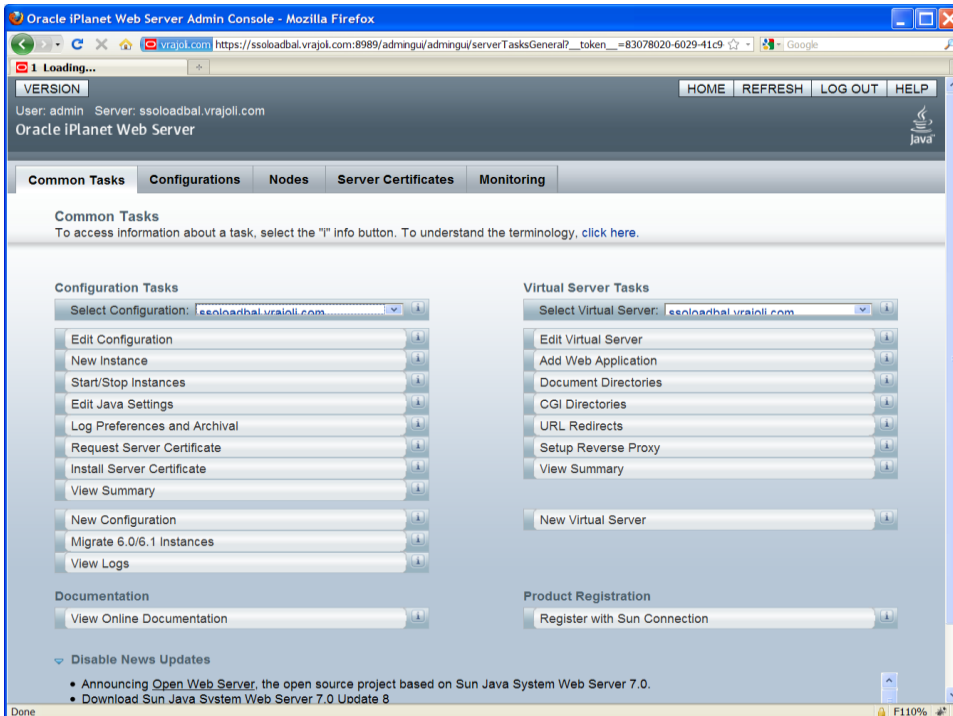 Oracle iPlanet Web Server Admin Console - Mozilla Firefox
vrajoli.com https://ssoloadbal.vrajoli.com:8989/admingui/admingui/serverTasksGeneral?__token__=83078020-6029-41c9- Google
1 Loading...
VERSION HOME REFRESH LOG OUT HELP
User: admin Server: ssoloadbal.vrajoli.com
Oracle iPlanet Web Server
Java
Common Tasks Configurations Nodes Server Certificates Monitoring
Common Tasks
To access information about a task, select the "i" info button. To understand the terminology, click here.
Configuration Tasks Virtual Server Tasks
Select Configuration: ssoloadbal.vrajoli.com Select Virtual Server: ssoloadbal.vrajoli.com
Edit Configuration Edit Virtual Server
New Instance Add Web Application
Start/Stop Instances Document Directories
Edit Java Settings CGI Directories
Log Preferences and Archival URL Redirects
Request Server Certificate Setup Reverse Proxy
Install Server Certificate View Summary
View Summary
New Configuration New Virtual Server
Migrate 6.0/6.1 Instances
View Logs
Documentation Product Registration
View Online Documentation Register with Sun Connection
Disable News Updates
• Announcing Open Web Server, the open source project based on Sun Java System Web Server 7.0.
• Download Sun Java System Web Server 7.0 Update 8
Done F110%